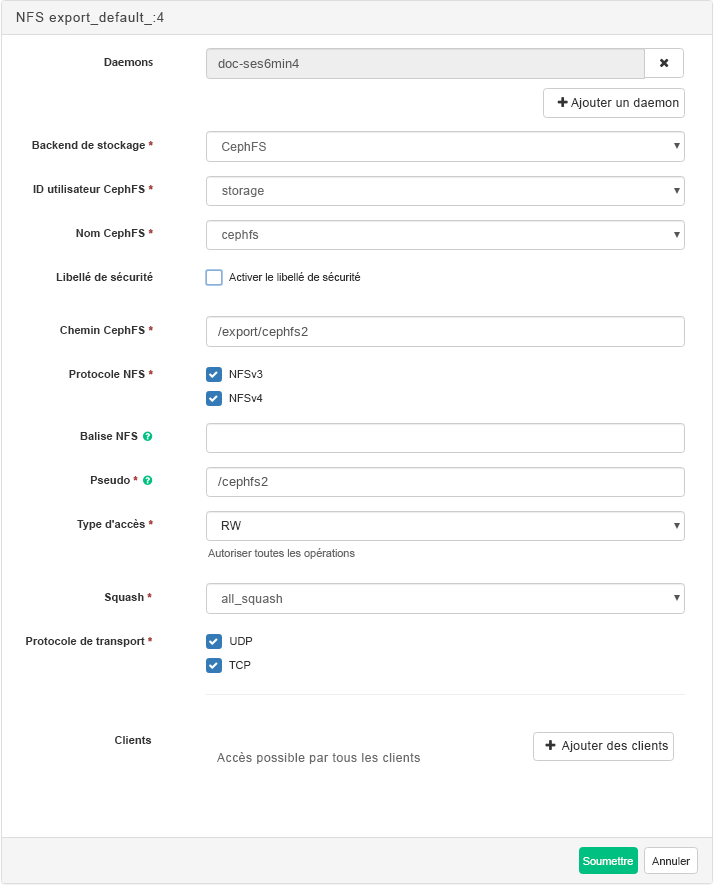 NFS export_default_:4
Daemons
doc-ses6min4
Ajouter un daemon
Backend de stockage *
CephFS
ID utilisateur CephFS *
storage
Nom CephFS *
cephfs
Libellé de sécurité
Activer le libellé de sécurité
Chemin CephFS *
/export/cephfs2
Protocole NFS *
NFSv3
NFSv4
Balise NFS ?
Pseudo * ?
/cephfs2
Type d'accès *
RW
Autoriser toutes les opérations
Squash *
all_squash
Protocole de transport *
UDP
TCP
Clients
Accès possible par tous les clients
Ajouter des clients
Soumettre
Annuler